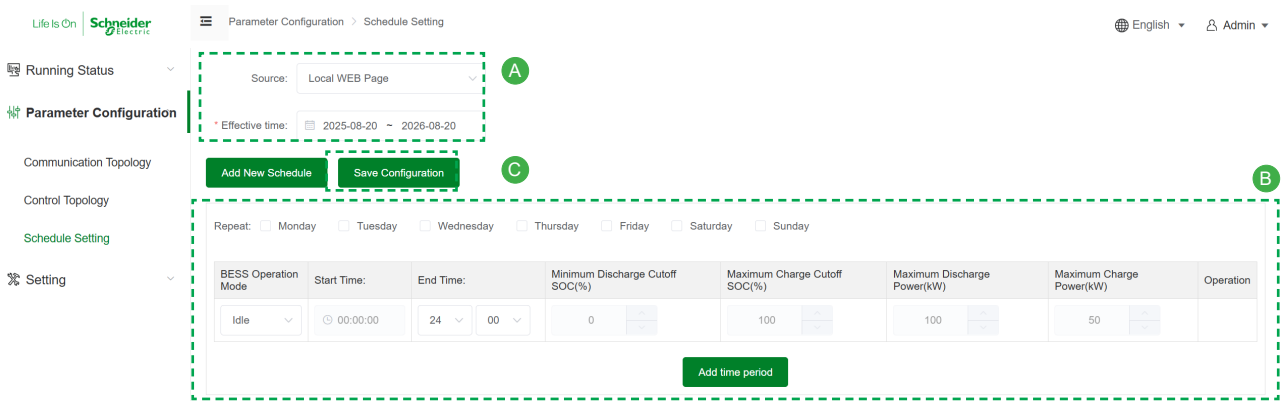 Life Is On Schneider Electric
Parameter Configuration > Schedule Setting
English
Admin
Running Status
Parameter Configuration
Communication Topology
Control Topology
Schedule Setting
Setting
Source: Local WEB Page
A
* Effective time: 2025-08-20 ~ 2026-08-20
Add New Schedule
Save Configuration
C
B
Repeat: Monday Tuesday Wednesday Thursday Friday Saturday Sunday
BESS Operation Mode Start Time: End Time: Minimum Discharge Cutoff SOC(%) Maximum Charge Cutoff SOC(%) Maximum Discharge Power(kW) Maximum Charge Power(kW) Operation
Idle 00:00:00 24 00 0 100 100 50
Add time period